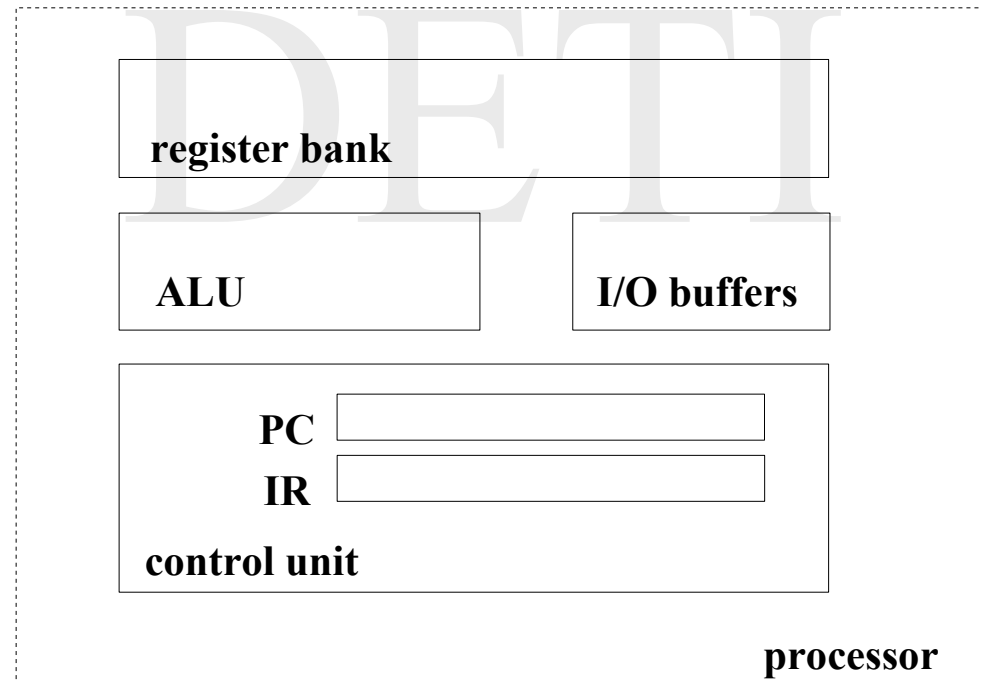 DETI
register bank
ALU
I/O buffers
PC
IR
control unit
processor